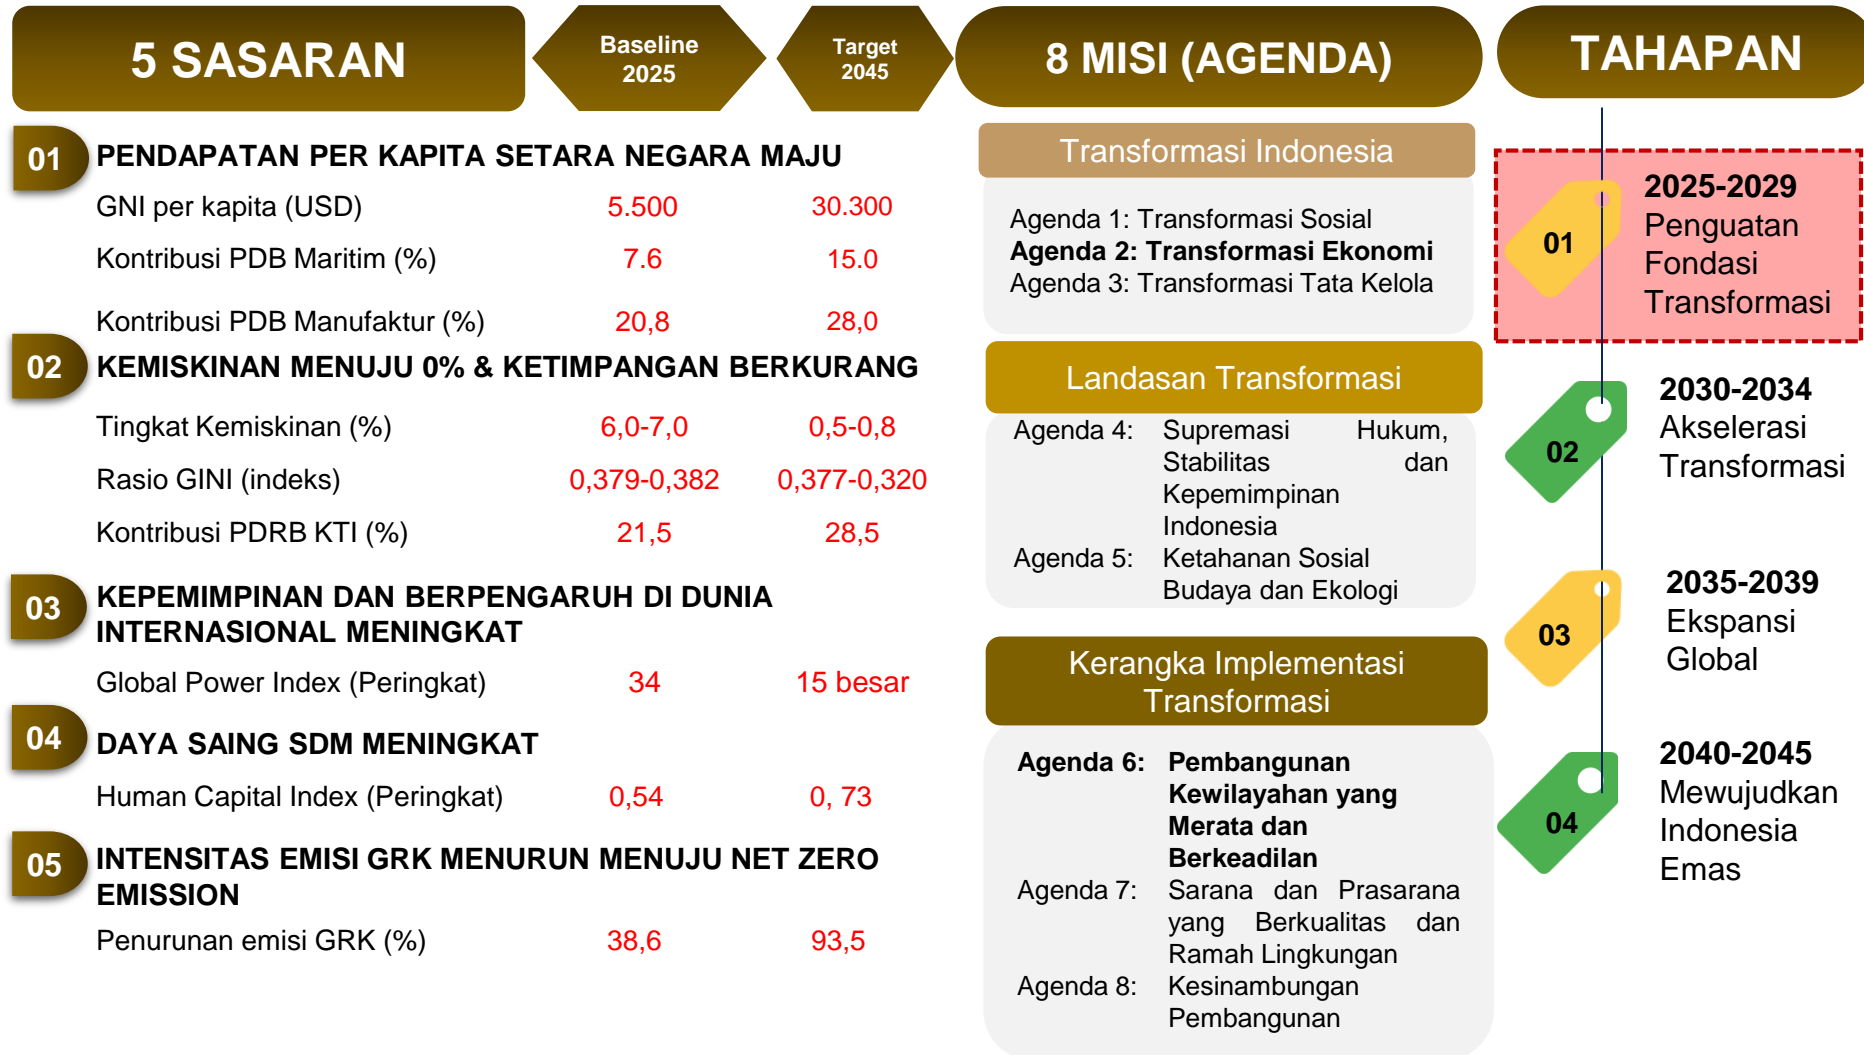 5 SASARAN
Baseline
2025
Target
2045
01
PENDAPATAN PER KAPITA SETARA NEGARA MAJU
GNI per kapita (USD) 5.500 30.300
Kontribusi PDB Maritim (%) 7.6 15.0
Kontribusi PDB Manufaktur (%) 20,8 28,0
02
KEMISKINAN MENUJU 0% & KETIMPANGAN BERKURANG
Tingkat Kemiskinan (%) 6,0-7,0 0,5-0,8
Rasio GINI (indeks) 0,379-0,382 0,377-0,320
Kontribusi PDRB KTI (%) 21,5 28,5
03
KEPEMIMPINAN DAN BERPENGARUH DI DUNIA
INTERNASIONAL MENINGKAT
Global Power Index (Peringkat) 34 15 besar
04
DAYA SAING SDM MENINGKAT
Human Capital Index (Peringkat) 0,54 0, 73
05
INTENSITAS EMISI GRK MENURUN MENUJU NET ZERO
EMISSION
Penurunan emisi GRK (%) 38,6 93,5
8 MISI (AGENDA)
Transformasi Indonesia
Agenda 1: Transformasi Sosial
Agenda 2: Transformasi Ekonomi
Agenda 3: Transformasi Tata Kelola
Landasan Transformasi
Agenda 4: Supremasi Hukum,
Stabilitas dan
Kepemimpinan
Indonesia
Agenda 5: Ketahanan Sosial
Budaya dan Ekologi
Kerangka Implementasi
Transformasi
Agenda 6: Pembangunan
Kewilayahan yang
Merata dan
Berkeadilan
Agenda 7: Sarana dan Prasarana
yang Berkualitas dan
Ramah Lingkungan
Agenda 8: Kesinambungan
Pembangunan
TAHAPAN
01
2025-2029
Penguatan
Fondasi
Transformasi
02
2030-2034
Akselerasi
Transformasi
03
2035-2039
Ekspansi
Global
04
2040-2045
Mewujudkan
Indonesia
Emas